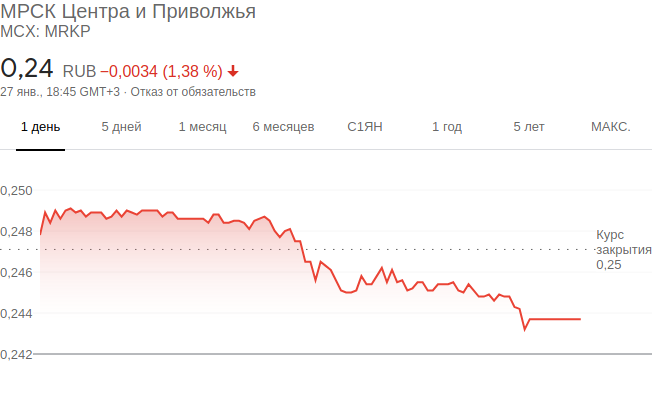 МРСК Центра и Приволжья
MCX: MRKP
0,24 RUB −0,0034 (1,38 %)
27 янв., 18:45 GMT+3 · Отказ от обязательств
1 день 5 дней 1 месяц 6 месяцев С1ЯН 1 год 5 лет МАКС.
0,250
0,248
0,246
0,244
0,242
Курс
закрытия
0,25